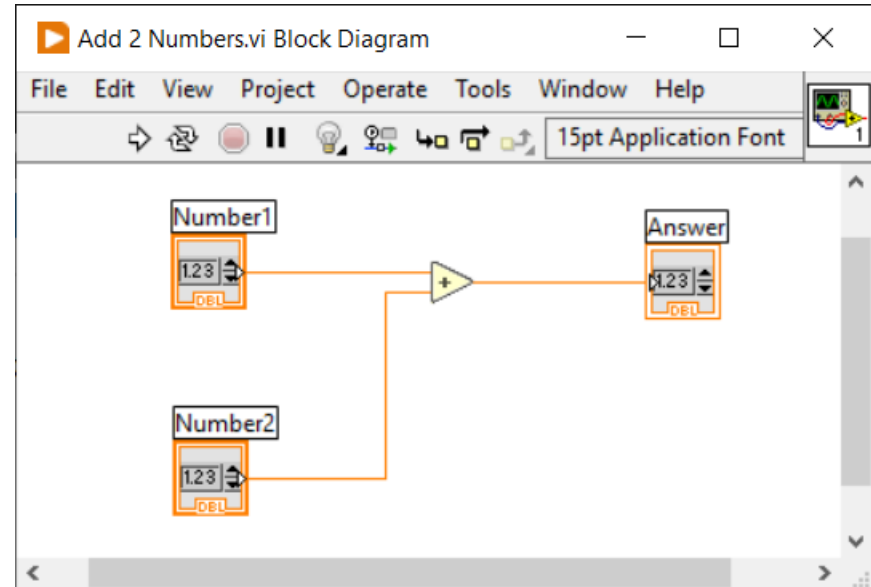 Add 2 Numbers.vi Block Diagram
File Edit View Project Operate Tools Window Help
15pt Application Font
1
Number1
1.23
DBL
Answer
1.23
DBL
+
Number2
1.23
DBL